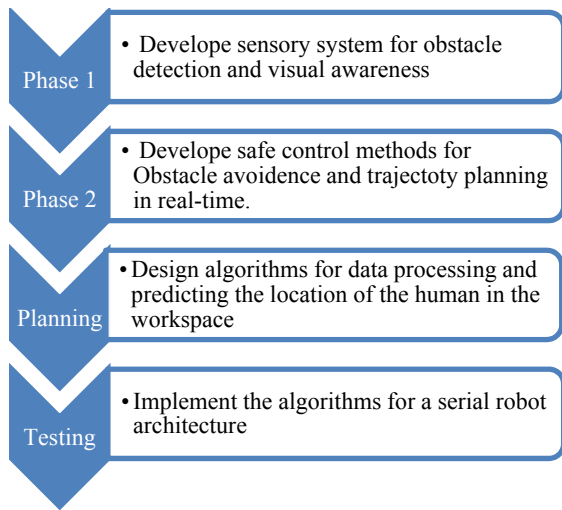 Phase 1
• Develope sensory system for obstacle
detection and visual awareness
Phase 2
• Develope safe control methods for
Obstacle avoidence and trajectoty planning
in real-time.
Planning
• Design algorithms for data processing and
predicting the location of the human in the
workspace
Testing
• Implement the algorithms for a serial robot
architecture